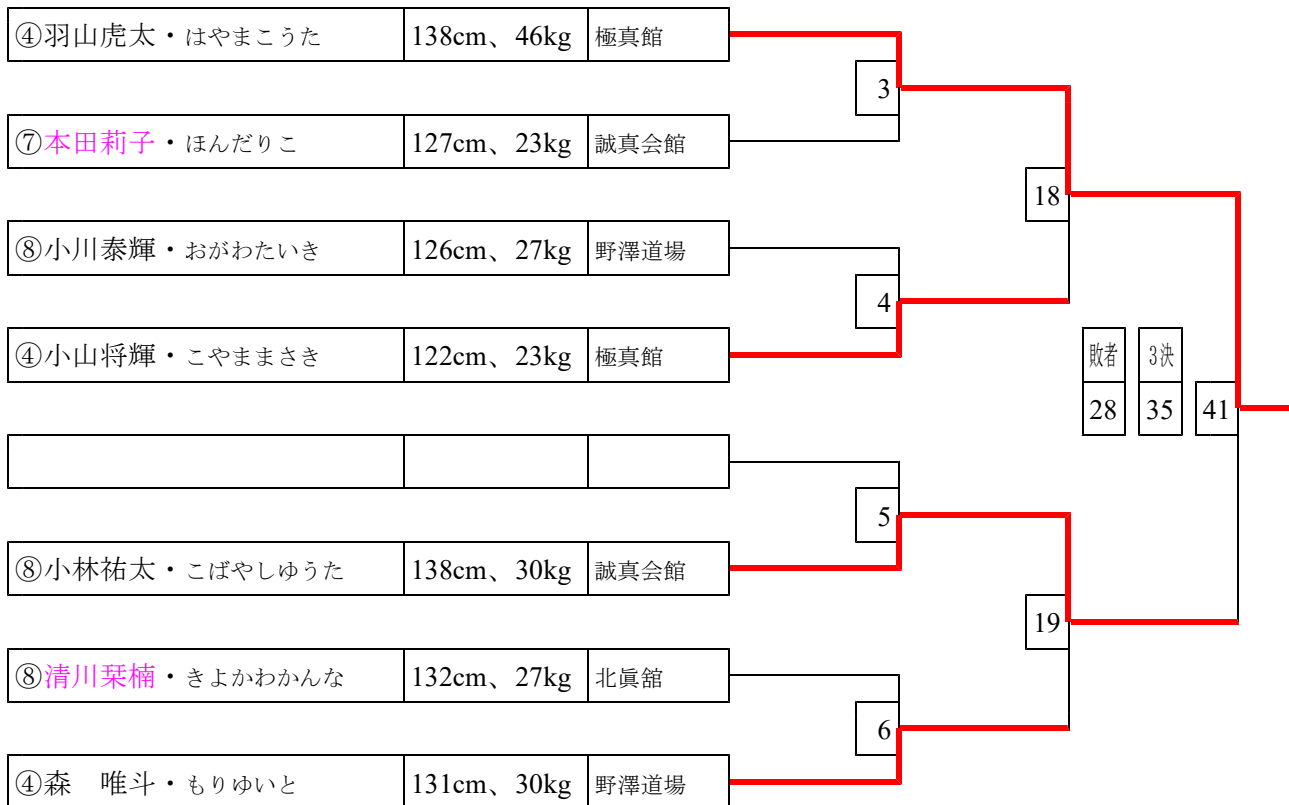 ④羽山虎太・はやまこうた 138cm、46kg 極真館
3
⑦本田莉子・ほんだりこ 127cm、23kg 誠真会館
18
⑧小川泰輝・おがわたいき 126cm、27kg 野澤道場
4
④小山将輝・こやままさき 122cm、23kg 極真館
敗者 3決
28 35 41
5
⑧小林祐太・こばやしゆうた 138cm、30kg 誠真会館
19
⑧清川栞楠・きよかわかんな 132cm、27kg 北眞舘
6
④森　唯斗・もりゆいと 131cm、30kg 野澤道場